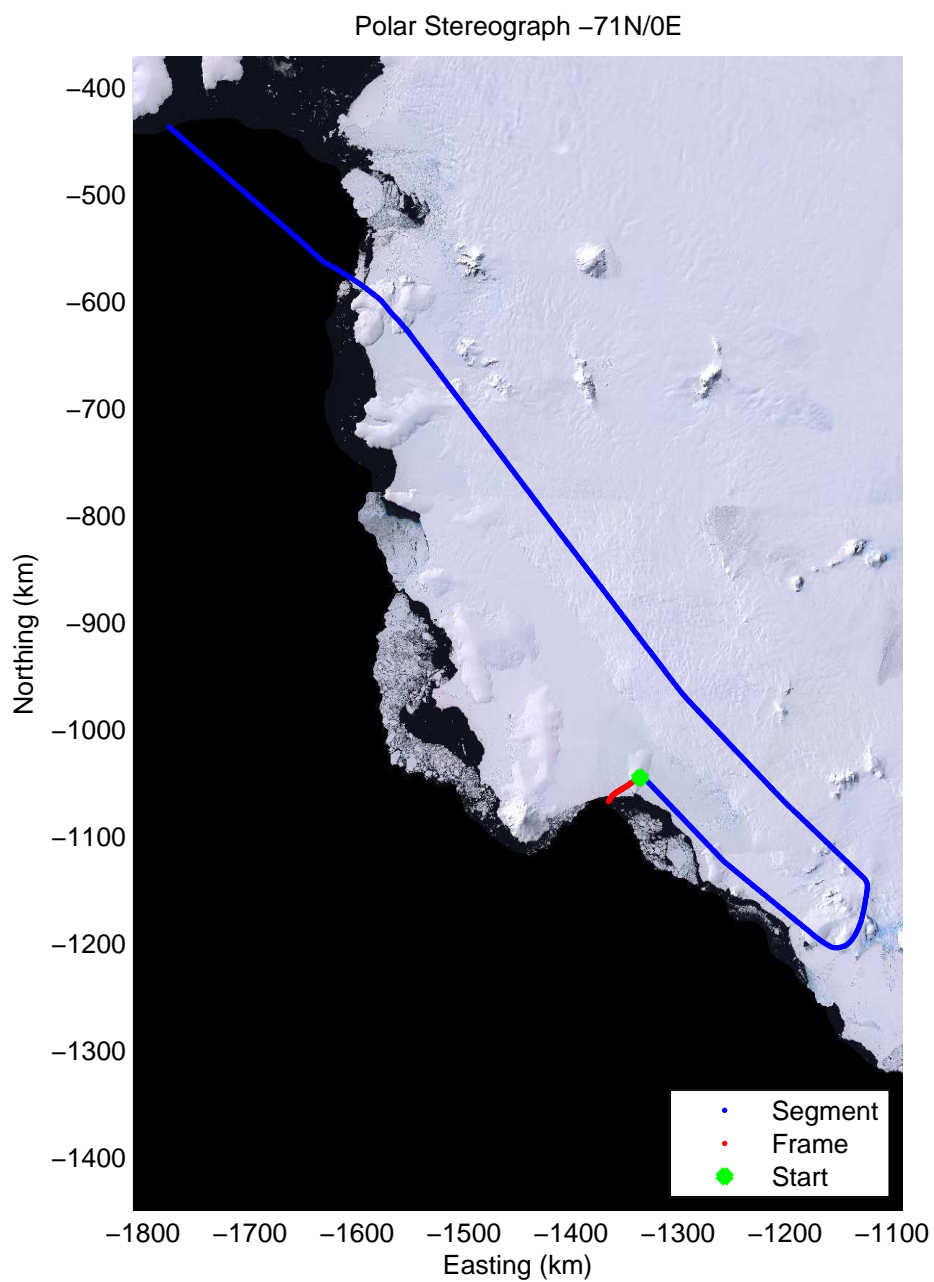 Polar Stereograph −71N/0E
−400
−500
−600
−700
−800
−900
−1000
−1100
−1200
−1300
−1400
Northing (km)
Segment
Frame
Start
−1800 −1700 −1600 −1500 −1400 −1300 −1200 −1100
Easting (km)